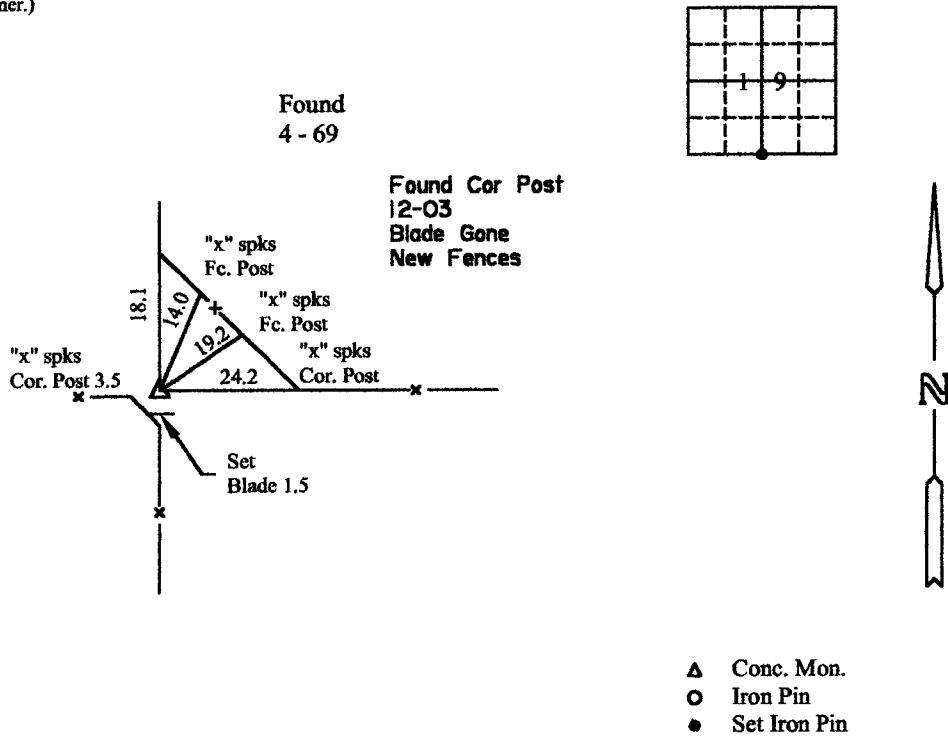 ner.)
1 9
Found
4 - 69
Found Cor Post
12-03
Blade Gone
New Fences
"x" spks
Fc. Post
"x" spks
Fc. Post
"x" spks
Cor. Post
18.1
14.0
19.2
24.2
"x" spks
Cor. Post 3.5
Set
Blade 1.5
N
Conc. Mon.
Iron Pin
Set Iron Pin